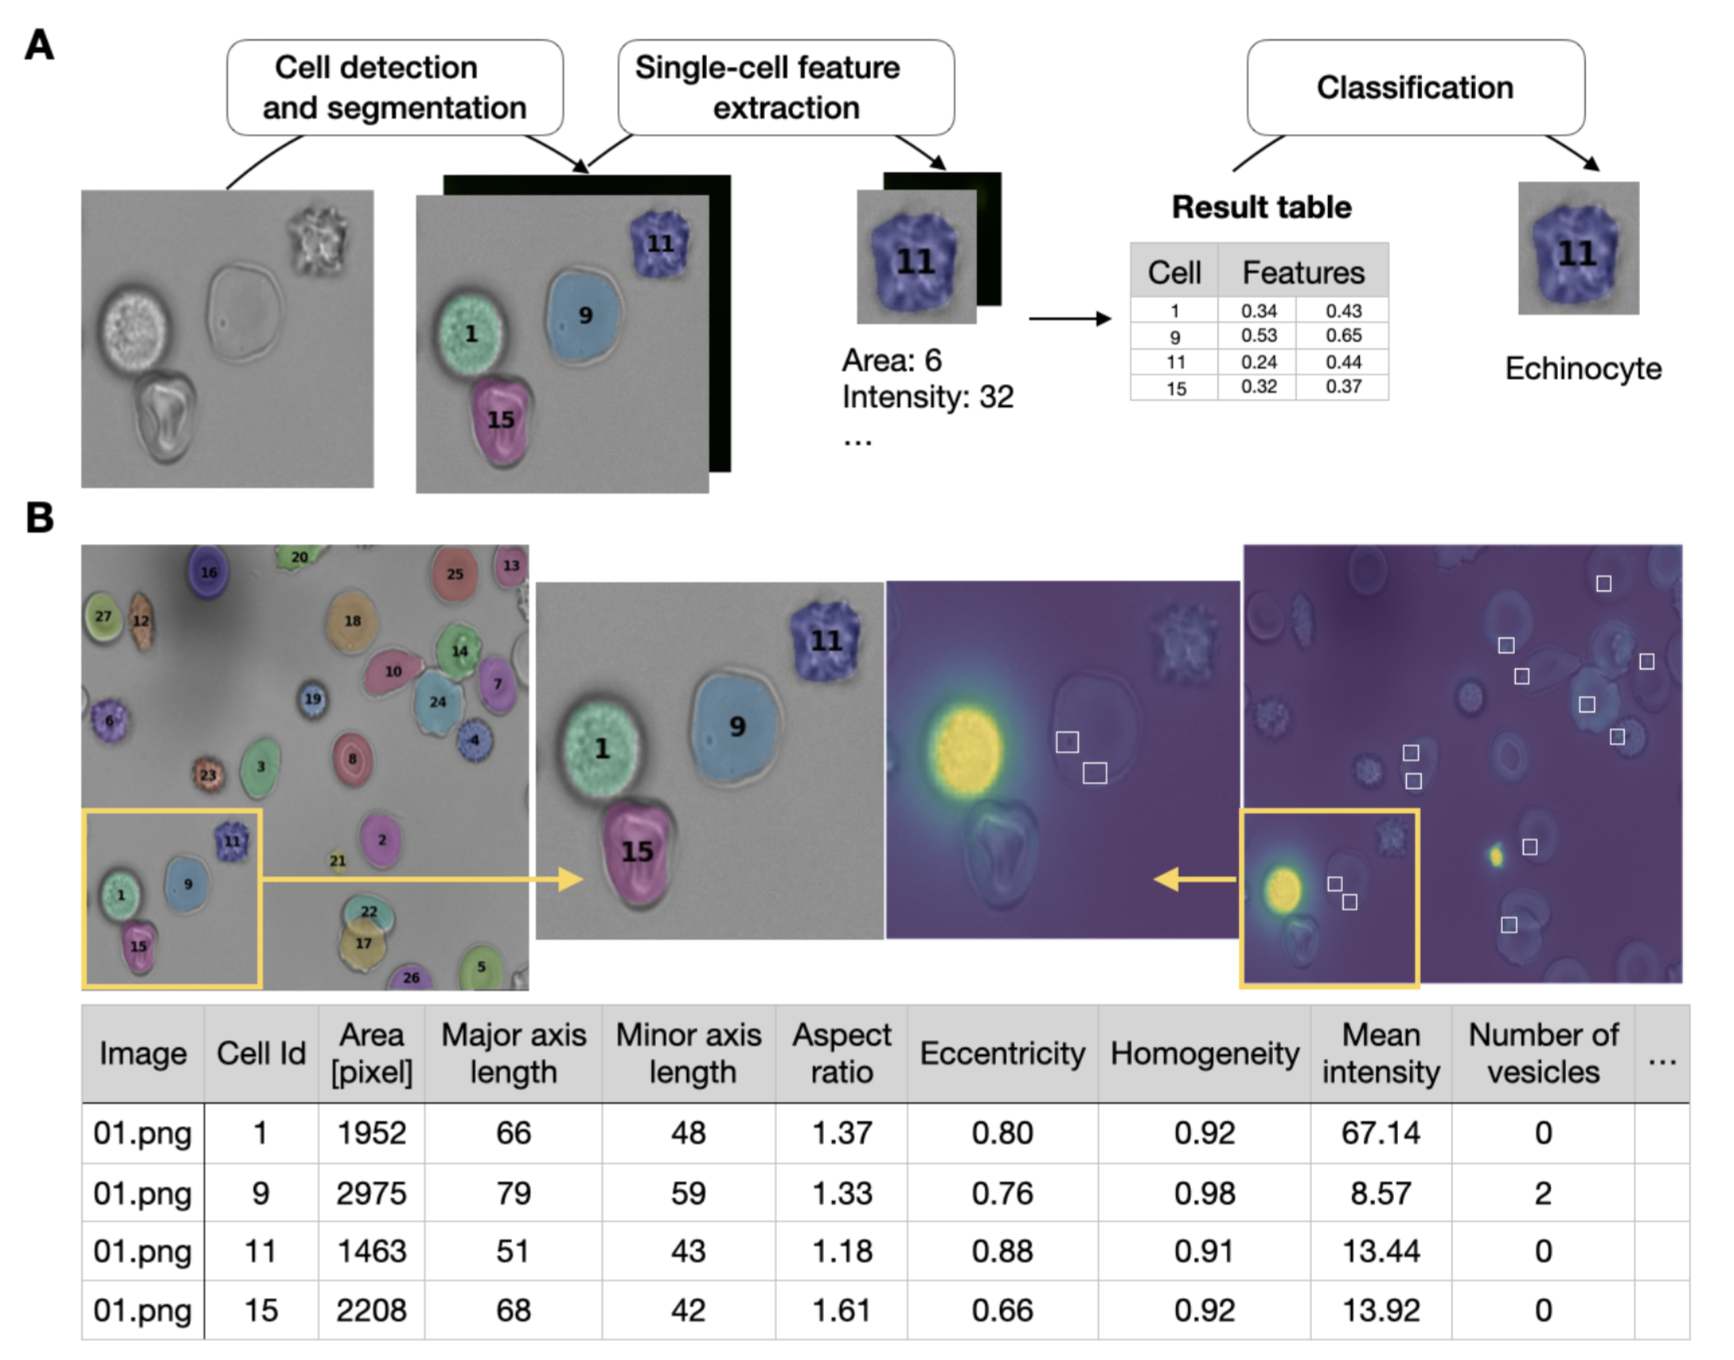 A
Cell detection
and segmentation
Single-cell feature
extraction
Classification
11
1
9
15
11
Area: 6
Intensity: 32
...
Result table
Cell Features
1 0.34 0.43
9 0.53 0.65
11 0.24 0.44
15 0.32 0.37
11
Echinocyte
B
20
16
25
13
27
12
18
14
10
7
24
19
6
4
8
3
23
11
2
21
9
1
22
15
17
5
26
11
9
1
15
Image Cell Id Area [pixel] Major axis length Minor axis length Aspect ratio Eccentricity Homogeneity Mean intensity Number of vesicles ...
01.png 1 1952 66 48 1.37 0.80 0.92 67.14 0
01.png 9 2975 79 59 1.33 0.76 0.98 8.57 2
01.png 11 1463 51 43 1.18 0.88 0.91 13.44 0
01.png 15 2208 68 42 1.61 0.66 0.92 13.92 0